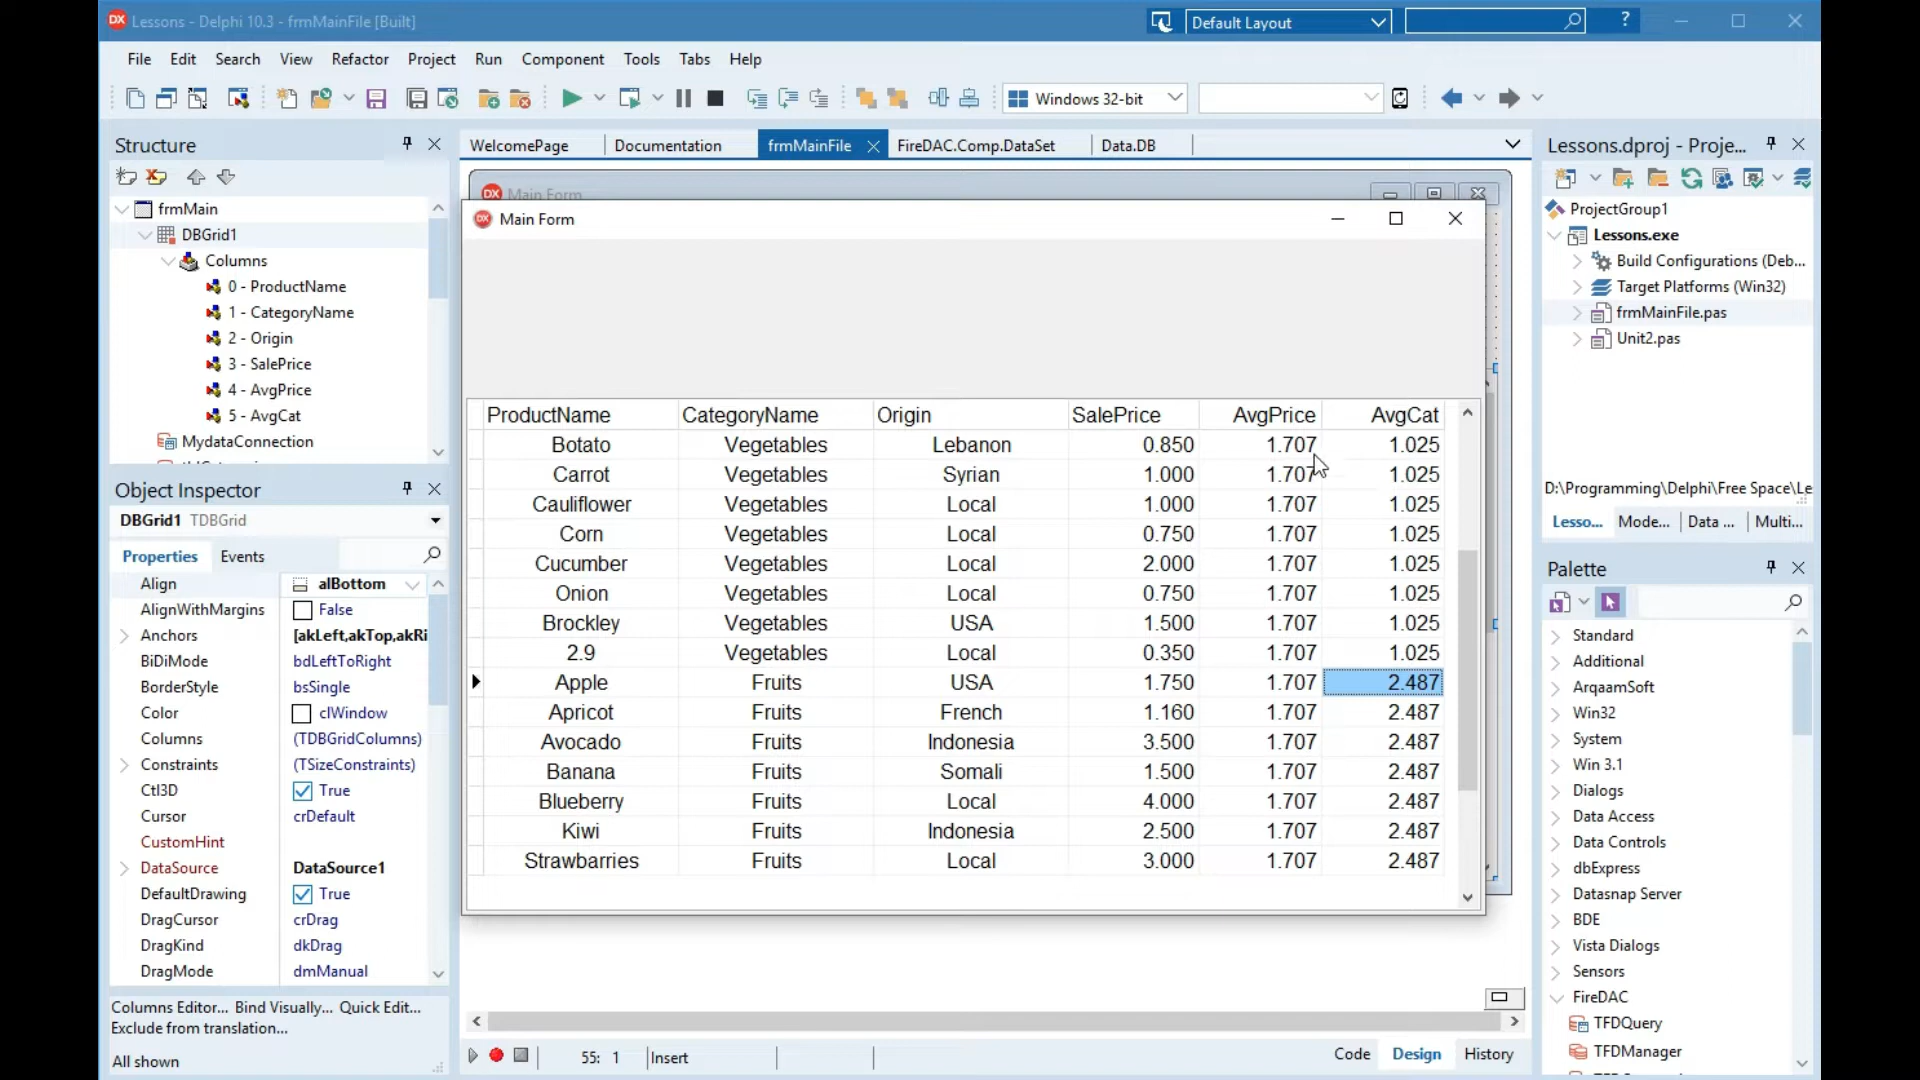 Lessons - Delphi 10.3 - frmMainFile [Built]
Default Layout
?
File Edit Search View Refactor Project Run Component Tools Tabs Help
Windows 32-bit
Structure
frmMain
DBGrid1
Columns
0 - ProductName
1 - CategoryName
2 - Origin
3 - SalePrice
4 - AvgPrice
5 - AvgCat
MydataConnection
Object Inspector
DBGrid1 TDBGrid
Properties Events
Align alBottom
AlignWithMargins False
Anchors [akLeft,akTop,akRi
BiDiMode bdLeftToRight
BorderStyle bsSingle
Color clWindow
Columns (TDBGridColumns)
Constraints (TSizeConstraints)
Ctl3D True
Cursor crDefault
CustomHint
DataSource DataSource1
DefaultDrawing True
DragCursor crDrag
DragKind dkDrag
DragMode dmManual
Columns Editor... Bind Visually... Quick Edit...
Exclude from translation...
All shown
WelcomePage Documentation frmMainFile FireDAC.Comp.DataSet Data.DB
Main Form
Main Form
ProductName CategoryName Origin SalePrice AvgPrice AvgCat
Botato Vegetables Lebanon 0.850 1.707 1.025
Carrot Vegetables Syrian 1.000 1.707 1.025
Cauliflower Vegetables Local 1.000 1.707 1.025
Corn Vegetables Local 0.750 1.707 1.025
Cucumber Vegetables Local 2.000 1.707 1.025
Onion Vegetables Local 0.750 1.707 1.025
Brockley Vegetables USA 1.500 1.707 1.025
2.9 Vegetables Local 0.350 1.707 1.025
Apple Fruits USA 1.750 1.707 2.487
Apricot Fruits French 1.160 1.707 2.487
Avocado Fruits Indonesia 3.500 1.707 2.487
Banana Fruits Somali 1.500 1.707 2.487
Blueberry Fruits Local 4.000 1.707 2.487
Kiwi Fruits Indonesia 2.500 1.707 2.487
Strawbarries Fruits Local 3.000 1.707 2.487
55: 1 Insert
Code Design History
Lessons.dproj - Proje...
ProjectGroup1
Lessons.exe
Build Configurations (Deb...
Target Platforms (Win32)
frmMainFile.pas
Unit2.pas
D:\Programming\Delphi\Free Space\Le
Lesso... Mode... Data ... Multi...
Palette
Standard
Additional
ArqaamSoft
Win32
System
Win 3.1
Dialogs
Data Access
Data Controls
dbExpress
Datasnap Server
BDE
Vista Dialogs
Sensors
FireDAC
TFDQuery
TFDManager